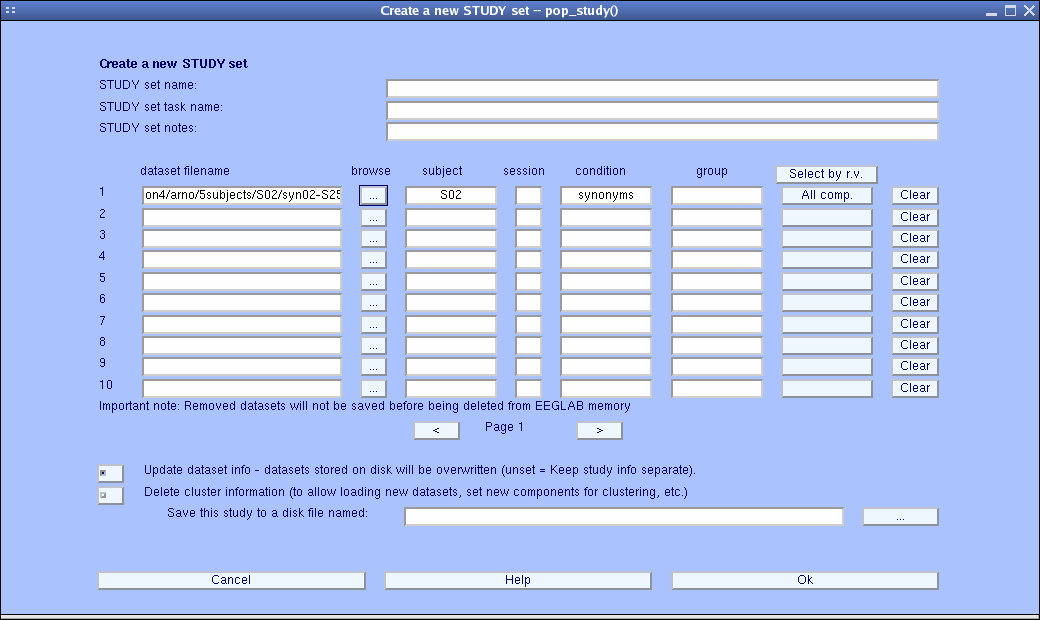 Create a new STUDY set -- pop_study()
Create a new STUDY set
STUDY set name:
STUDY set task name:
STUDY set notes:
dataset filename browse subject session condition group Select by r.v.
1 on4/arno/5subjects/S02/syn02-S25 ... S02 synonyms All comp. Clear
2 ... Clear
3 ... Clear
4 ... Clear
5 ... Clear
6 ... Clear
7 ... Clear
8 ... Clear
9 ... Clear
10 ... Clear
Important note: Removed datasets will not be saved before being deleted from EEGLAB memory
< Page 1 >
Update dataset info - datasets stored on disk will be overwritten (unset = Keep study info separate).
Delete cluster information (to allow loading new datasets, set new components for clustering, etc.)
Save this study to a disk file named: ...
Cancel Help Ok